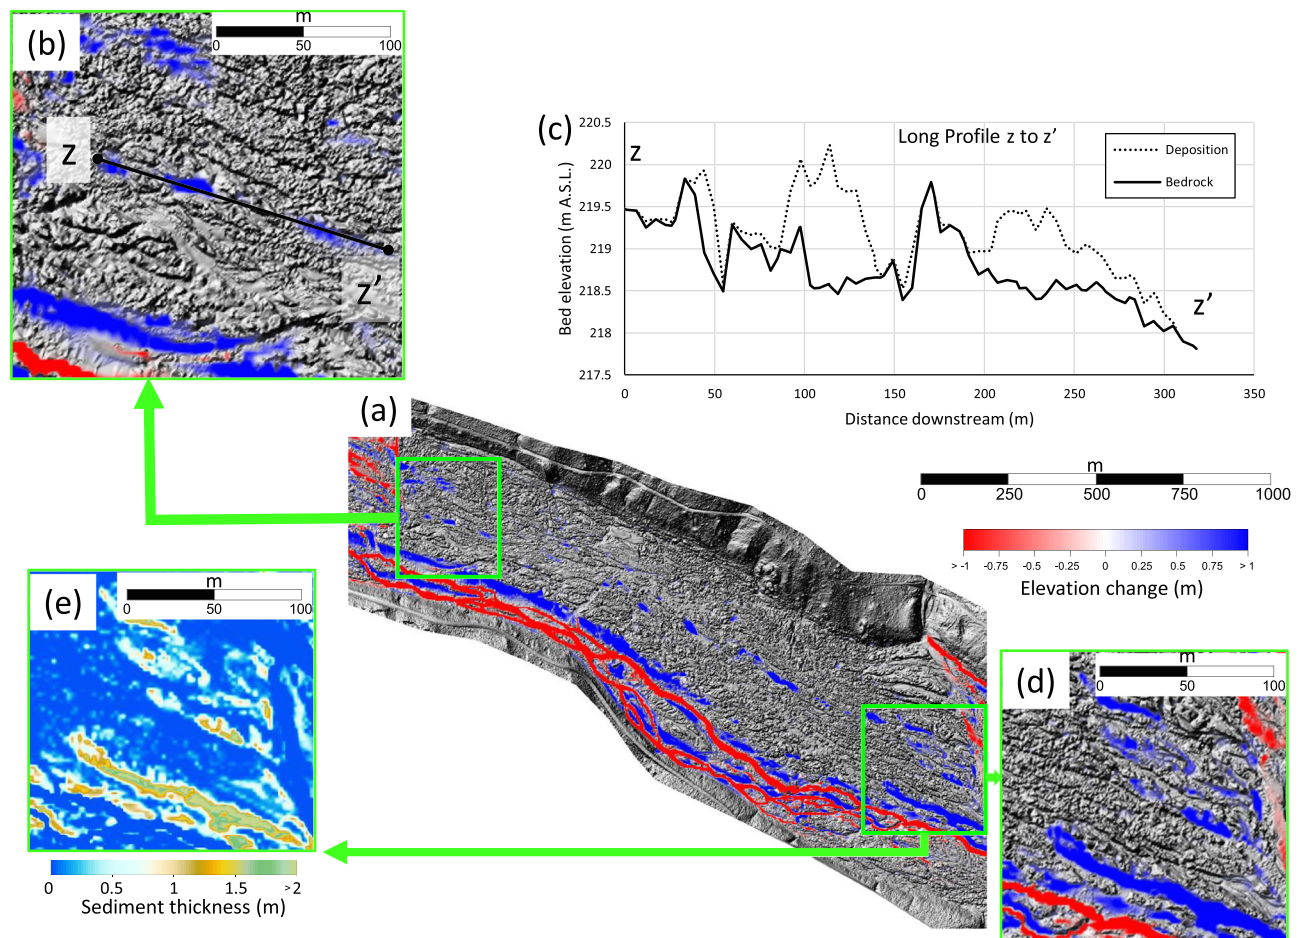 (b)
m
0 50 100
z
z’
(c)
Long Profile z to z’
z
z’
Deposition
Bedrock
Bed elevation (m A.S.L.)
220.5
220
219.5
219
218.5
218
217.5
0 50 100 150 200 250 300 350
Distance downstream (m)
(a)
m
0 250 500 750 1000
> -1 -0.75 -0.5 -0.25 0 0.25 0.5 0.75 > 1
Elevation change (m)
(e)
m
0 50 100
0 0.5 1 1.5 >2
Sediment thickness (m)
(d)
m
0 50 100